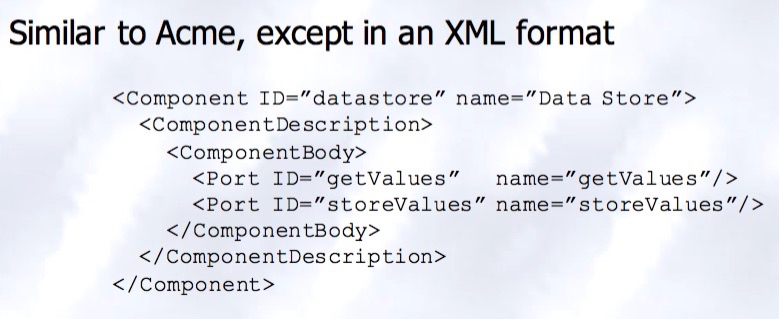 Similar to Acme, except in an XML format
<Component ID="datastore" name="Data Store">
<ComponentDescription>
<ComponentBody>
<Port ID="getValues" name="getValues"/>
<Port ID="storeValues" name="storeValues"/>
</ComponentBody>
</ComponentDescription>
</Component>